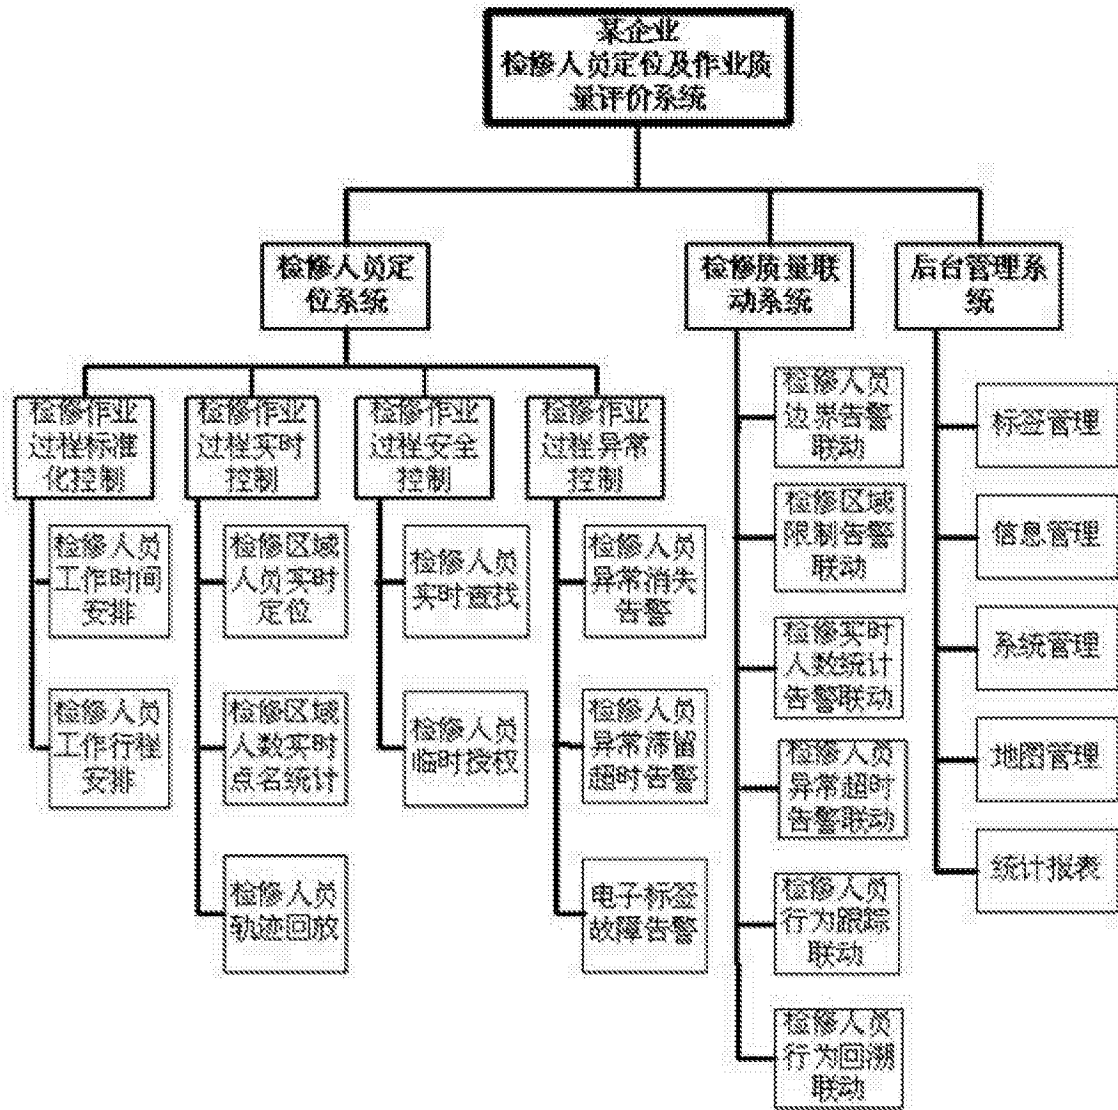 某企业
检修人员定位及作业质
量评价系统
检修人员定
位系统
检修质量联
动系统
后台管理系
统
检修作业
过程标准
化控制
检修作业
过程实时
控制
检修作业
过程安全
控制
检修作业
过程异常
控制
检修人员
工作时间
安排
检修人员
工作行程
安排
检修区域
人员实时
定位
检修区域
人数实时
点名统计
检修人员
轨迹回放
检修人员
实时查找
检修人员
临时授权
检修人员
异常消失
告警
检修人员
异常滞留
超时告警
电子标签
故障告警
检修人员
边界告警
联动
检修区域
限制告警
联动
检修实时
人数统计
告警联动
检修人员
异常超时
告警联动
检修人员
行为跟踪
联动
检修人员
行为回溯
联动
标签管理
信息管理
系统管理
地图管理
统计报表